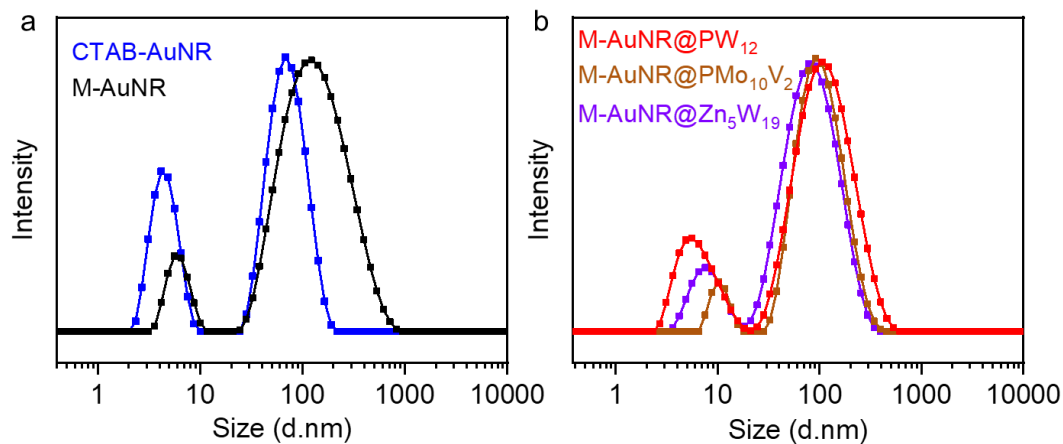 a
CTAB-AuNR
M-AuNR
Intensity
1 10 100 1000 10000
Size (d.nm)
b
M-AuNR@PW₁₂
M-AuNR@PMo₁₀V₂
M-AuNR@Zn₅W₁₉
Intensity
1 10 100 1000 10000
Size (d.nm)